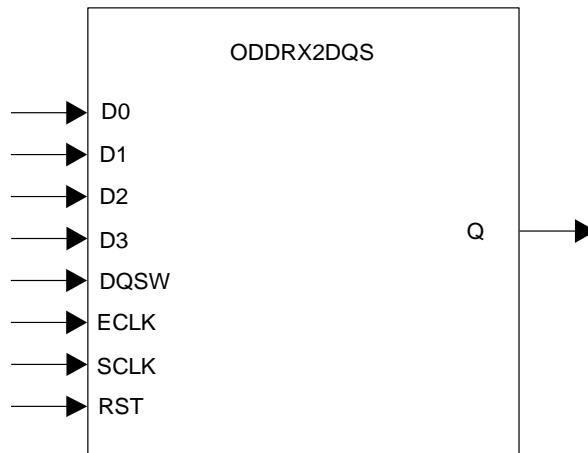 ODDRX2DQS
D0
D1
D2
D3
Q
DQSW
ECLK
SCLK
RST